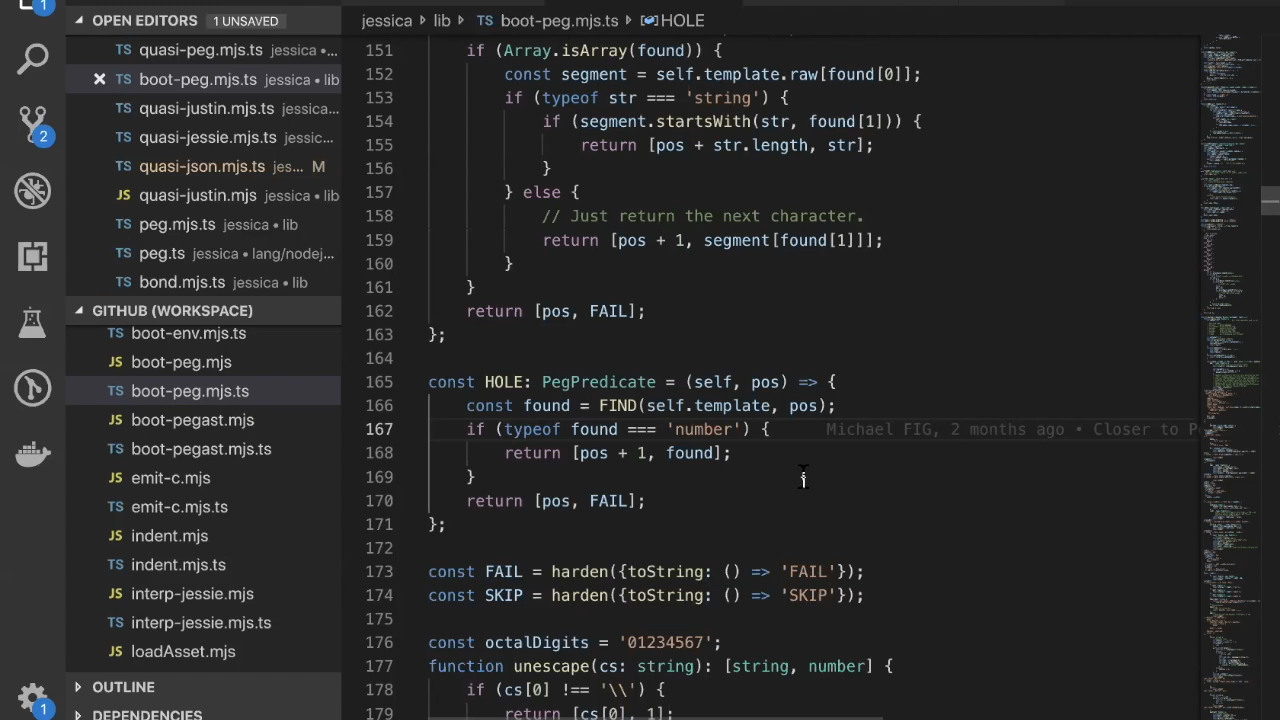 1
OPEN EDITORS 1 UNSAVED
TS quasi-peg.mjs.ts jessica • lib
TS boot-peg.mjs.ts jessica • lib
TS quasi-justin.mjs.ts jessica...
TS quasi-jessie.mjs.ts jessic...
TS quasi-json.mjs.ts jes... M
JS quasi-justin.mjs jessica • lib
TS peg.mjs.ts jessica • lib
TS peg.ts jessica • lang/nodej...
TS bond.mjs.ts jessica • lib
2
GITHUB (WORKSPACE)
TS boot-env.mjs.ts
JS boot-peg.mjs
TS boot-peg.mjs.ts
JS boot-pegast.mjs
TS boot-pegast.mjs.ts
JS emit-c.mjs
TS emit-c.mjs.ts
JS indent.mjs
TS indent.mjs.ts
JS interp-jessie.mjs
TS interp-jessie.mjs.ts
JS loadAsset.mjs
OUTLINE
DEPENDENCIES
1
jessica > lib > TS boot-peg.mjs.ts > HOLE
151 if (Array.isArray(found)) {
152 const segment = self.template.raw[found[0]];
153 if (typeof str === 'string') {
154 if (segment.startsWith(str, found[1])) {
155 return [pos + str.length, str];
156 }
157 } else {
158 // Just return the next character.
159 return [pos + 1, segment[found[1]]];
160 }
161 }
162 return [pos, FAIL];
163 };
164
165 const HOLE: PegPredicate = (self, pos) => {
166 const found = FIND(self.template, pos);
167 if (typeof found === 'number') { Michael FIG, 2 months ago • Closer to P
168 return [pos + 1, found];
169 }
170 return [pos, FAIL];
171 };
172
173 const FAIL = harden({toString: () => 'FAIL'});
174 const SKIP = harden({toString: () => 'SKIP'});
175
176 const octalDigits = '01234567';
177 function unescape(cs: string): [string, number] {
178 if (cs[0] !== '\\') {
179 return [cs[0], 1];